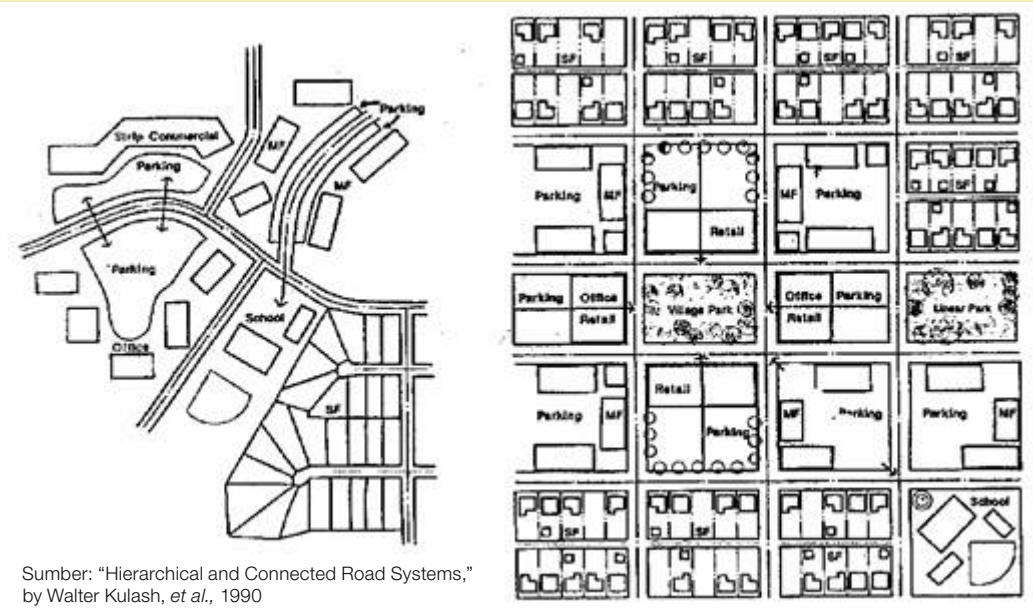 Parking
Strip Commercial
MF
Parking
MF
Parking
School
Office
SF
Sumber: “Hierarchical and Connected Road Systems,”
by Walter Kulash, et al., 1990
SF SF SF SF
Parking MF Parking MF Parking SF
Retail
Parking Office Village Park Office Parking Linear Park
Retail Retail
Retail
Parking MF Parking MF Parking Parking MF
SF SF SF School